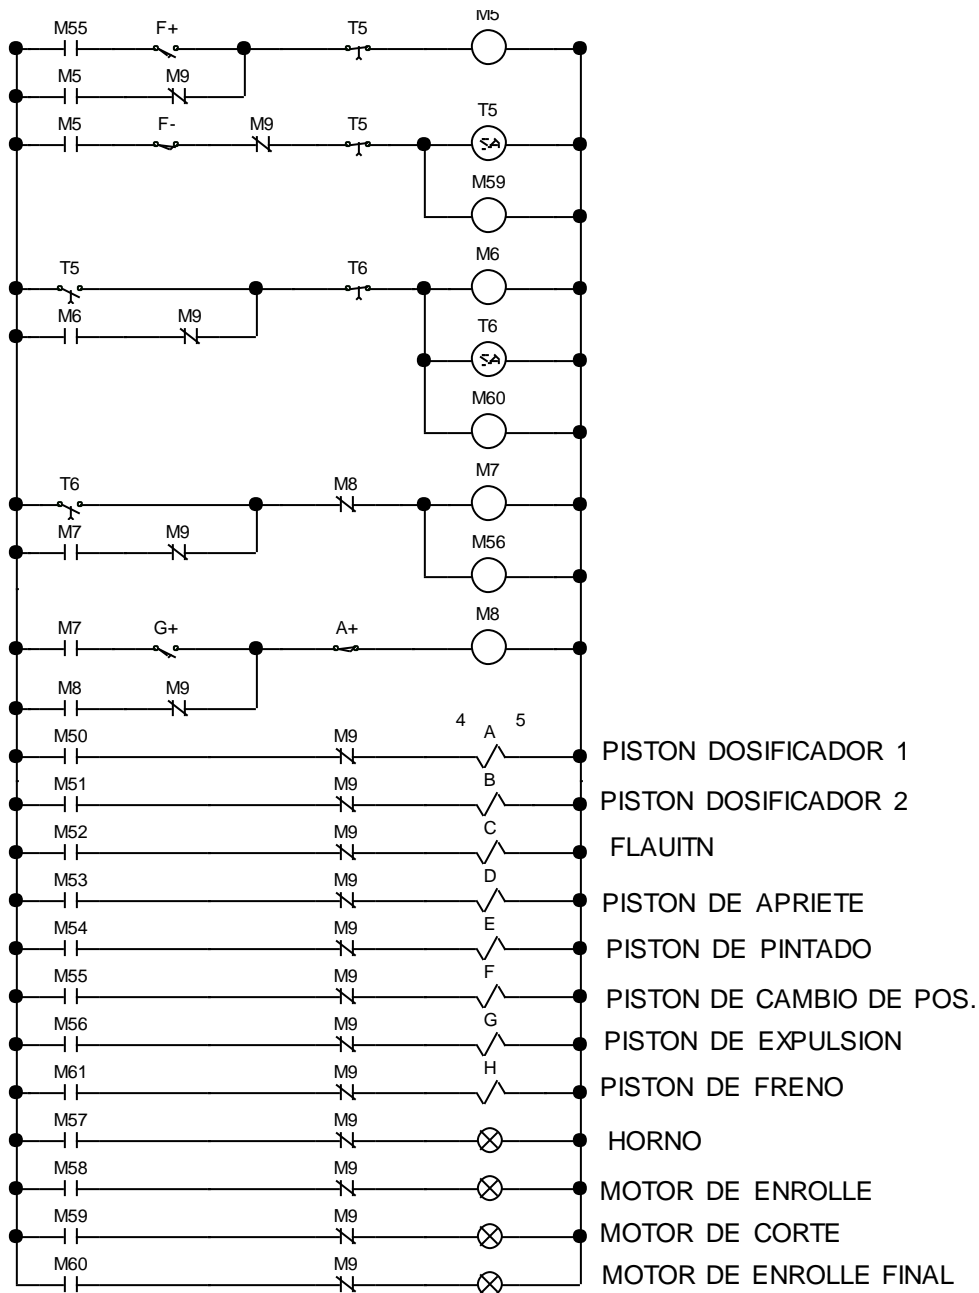 M55 F+ T5 M5
M5 M9
M5 F- M9 T5 T5
M59
T5 T6 M6
M6 M9
T6
M60
T6 M8 M7
M7 M9
M56
M7 G+ A+ M8
M8 M9
4 5
M50 M9 A PISTON DOSIFICADOR 1
M51 M9 B PISTON DOSIFICADOR 2
M52 M9 C FLAUITN
M53 M9 D PISTON DE APRIETE
M54 M9 E PISTON DE PINTADO
M55 M9 F PISTON DE CAMBIO DE POS.
M56 M9 G PISTON DE EXPULSION
M61 M9 H PISTON DE FRENO
M57 M9 HORNO
M58 M9 MOTOR DE ENROLLE
M59 M9 MOTOR DE CORTE
M60 M9 MOTOR DE ENROLLE FINAL